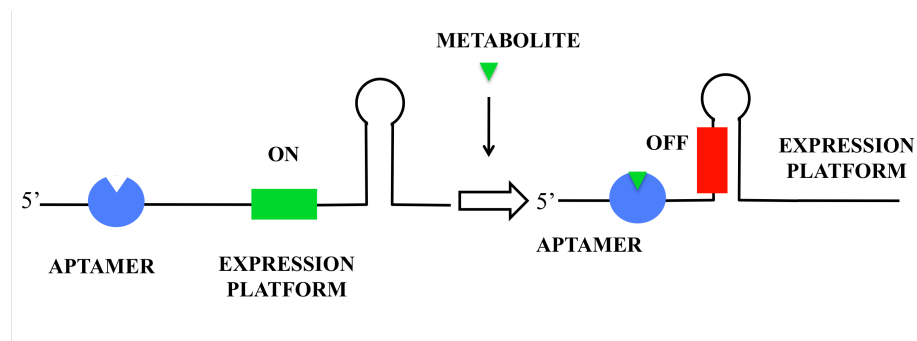 METABOLITE
ON
5’
APTAMER
EXPRESSION
PLATFORM
OFF
EXPRESSION
PLATFORM
5’
APTAMER